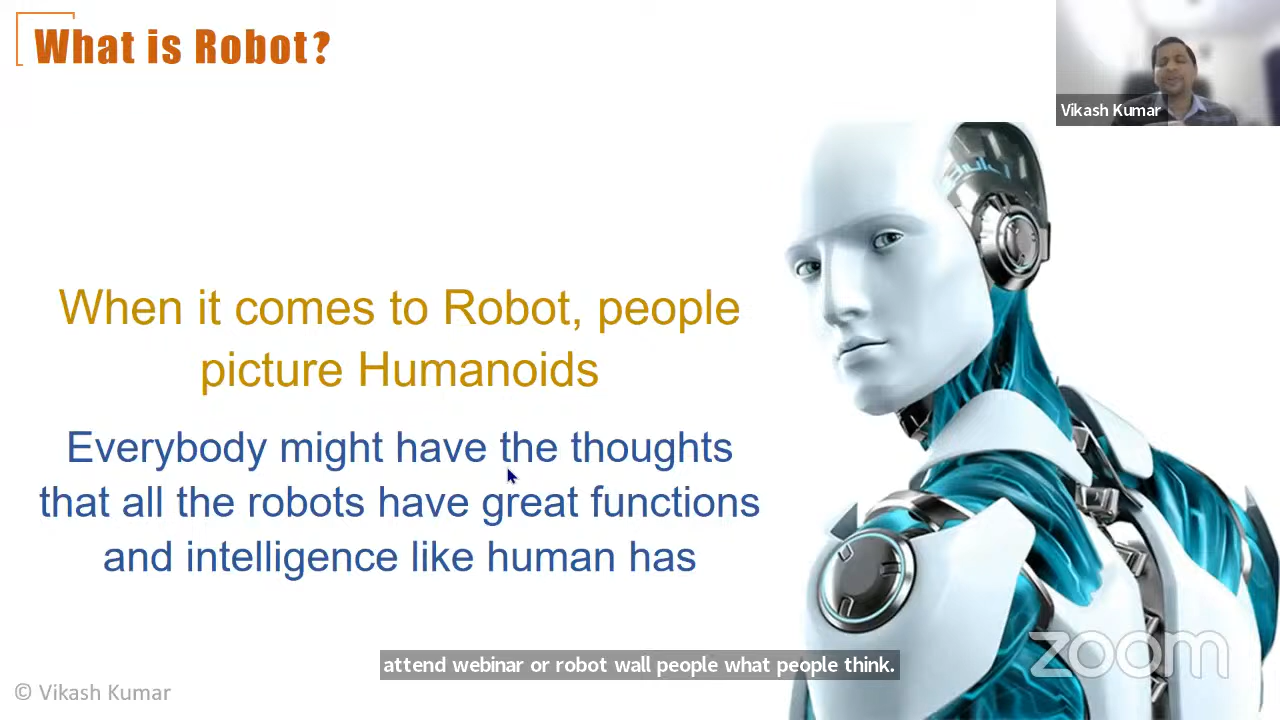 What is Robot?
Vikash Kumar
When it comes to Robot, people
picture Humanoids
Everybody might have the thoughts
that all the robots have great functions
and intelligence like human has
attend webinar or robot wall people what people think.
zoom
© Vikash Kumar